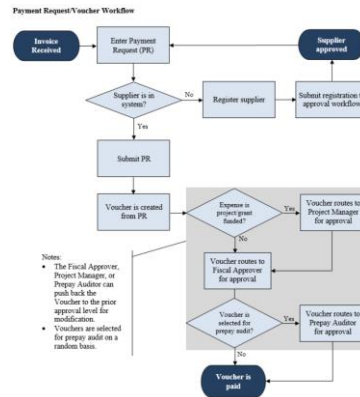 Payment Request/Voucher Workflow
Invoice
Received
Enter Payment
Request (PR)
Supplier
approved
Supplier is in
system?
No
Register supplier
Submit registration to
approval workflow
Yes
Submit PR
Voucher is created
from PR
Expense is
project/grant
funded?
Yes
Voucher routes to
Project Manager
for approval
No
Voucher routes to
Fiscal Approver
for approval
Notes:
• The Fiscal Approver,
Project Manager, or
Prepay Auditor can
push back the
Voucher to the prior
approval level for
modification.
• Vouchers are selected
for prepay audit on a
random basis.
Voucher is
selected for
prepay audit?
Yes
Voucher routes to
Prepay Auditor
for approval
No
Voucher is
paid